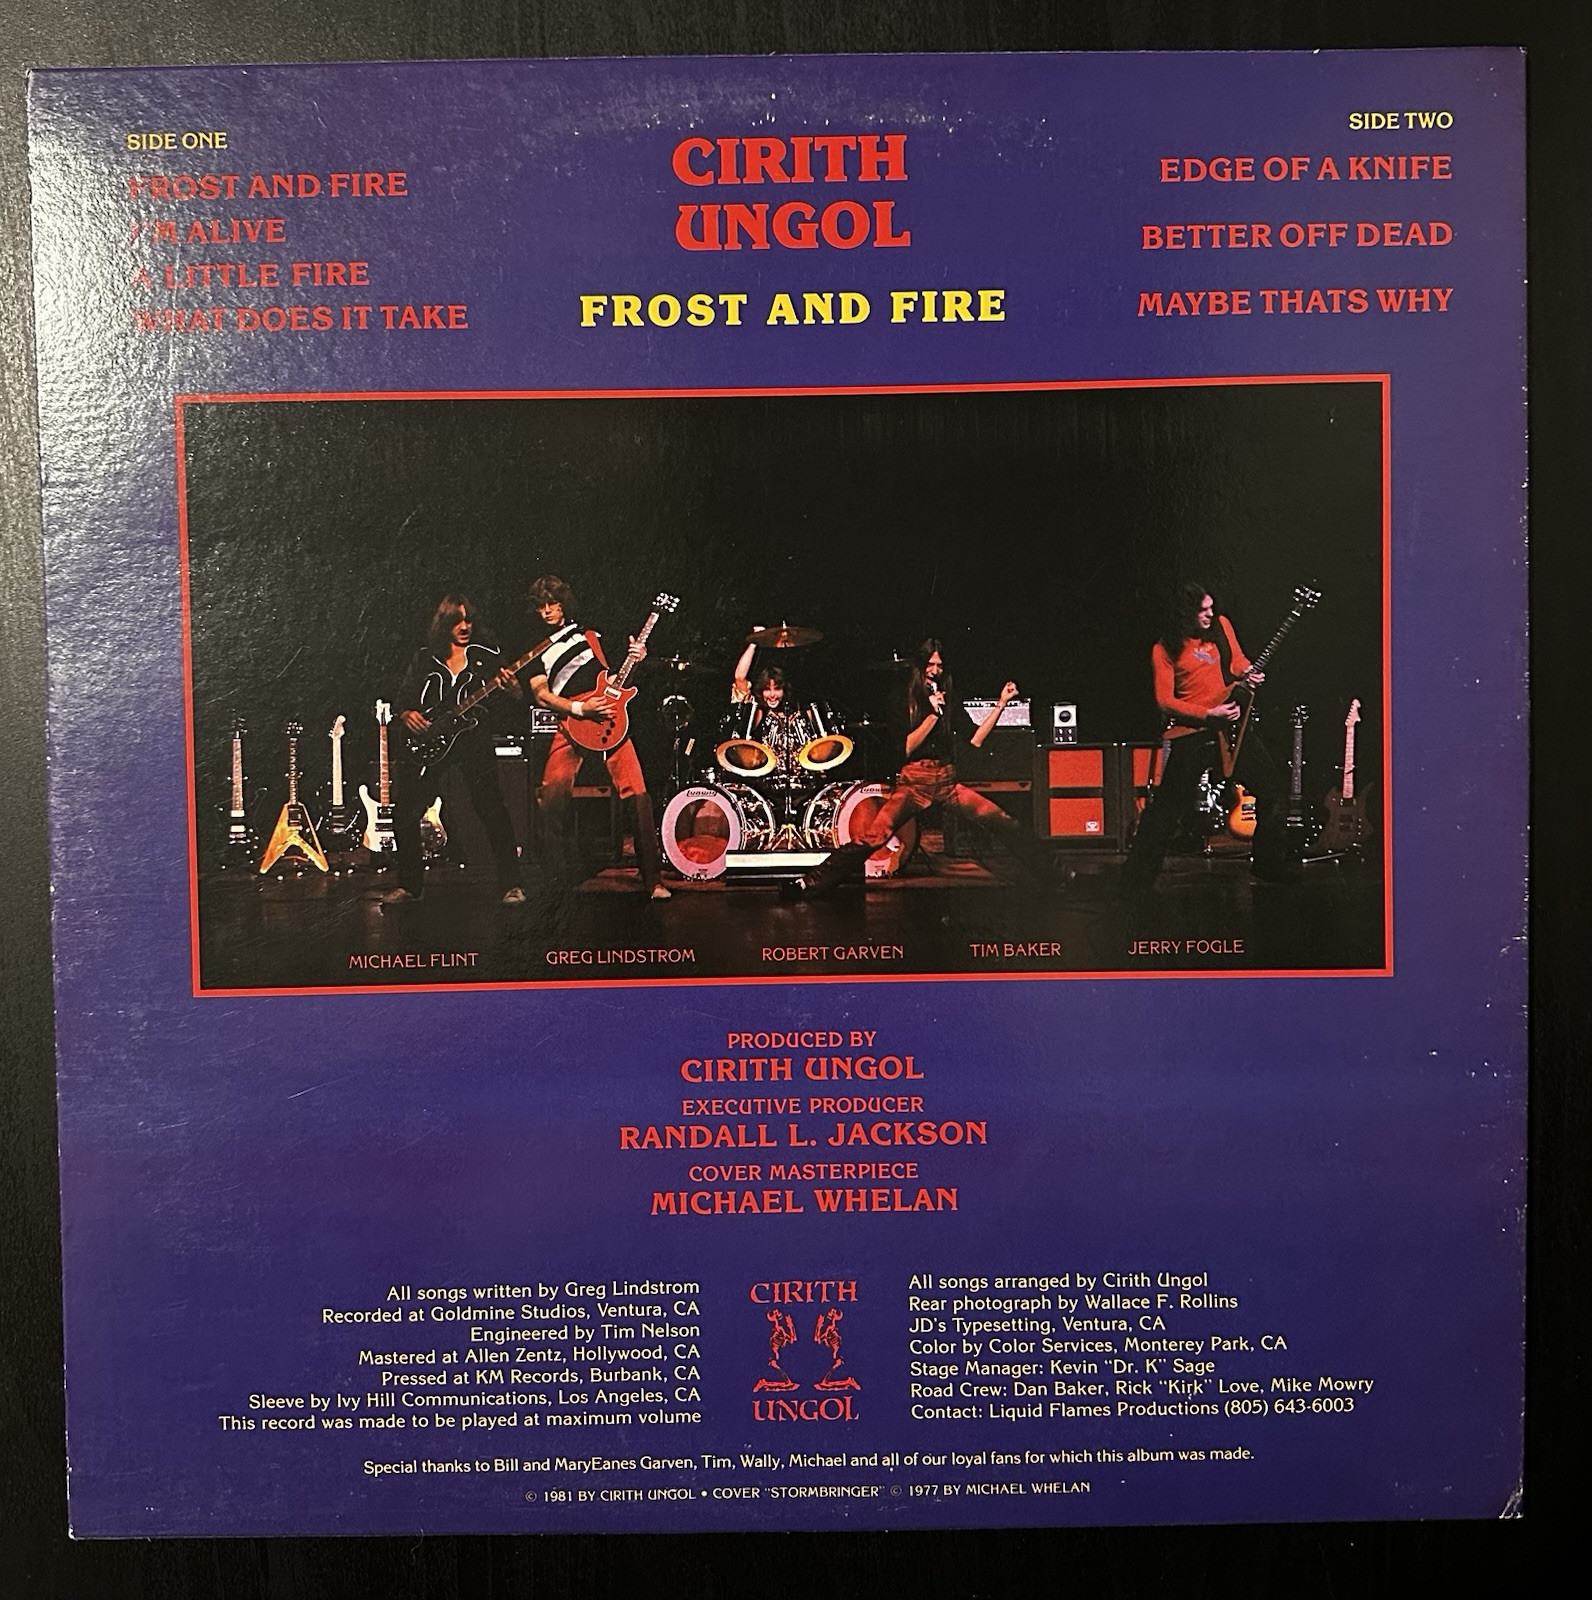 SIDE ONE
FROST AND FIRE
I'M ALIVE
A LITTLE FIRE
WHAT DOES IT TAKE
CIRITH
UNGOL
FROST AND FIRE
SIDE TWO
EDGE OF A KNIFE
BETTER OFF DEAD
MAYBE THATS WHY
LUDWIG
MICHAEL FLINT
GREG LINDSTROM
ROBERT GARVEN
TIM BAKER
JERRY FOGLE
PRODUCED BY
CIRITH UNGOL
EXECUTIVE PRODUCER
RANDALL L. JACKSON
COVER MASTERPIECE
MICHAEL WHELAN
All songs written by Greg Lindstrom
Recorded at Goldmine Studios, Ventura, CA
Engineered by Tim Nelson
Mastered at Allen Zentz, Hollywood, CA
Pressed at KM Records, Burbank, CA
Sleeve by Ivy Hill Communications, Los Angeles, CA
This record was made to be played at maximum volume
CIRITH
UNGOL
All songs arranged by Cirith Ungol
Rear photograph by Wallace F. Rollins
JD's Typesetting, Ventura, CA
Color by Color Services, Monterey Park, CA
Stage Manager: Kevin "Dr. K" Sage
Road Crew: Dan Baker, Rick "Kirk" Love, Mike Mowry
Contact: Liquid Flames Productions (805) 643-6003
Special thanks to Bill and MaryEanes Garven, Tim, Wally, Michael and all of our loyal fans for which this album was made.
© 1981 BY CIRITH UNGOL • COVER "STORMBRINGER" © 1977 BY MICHAEL WHELAN